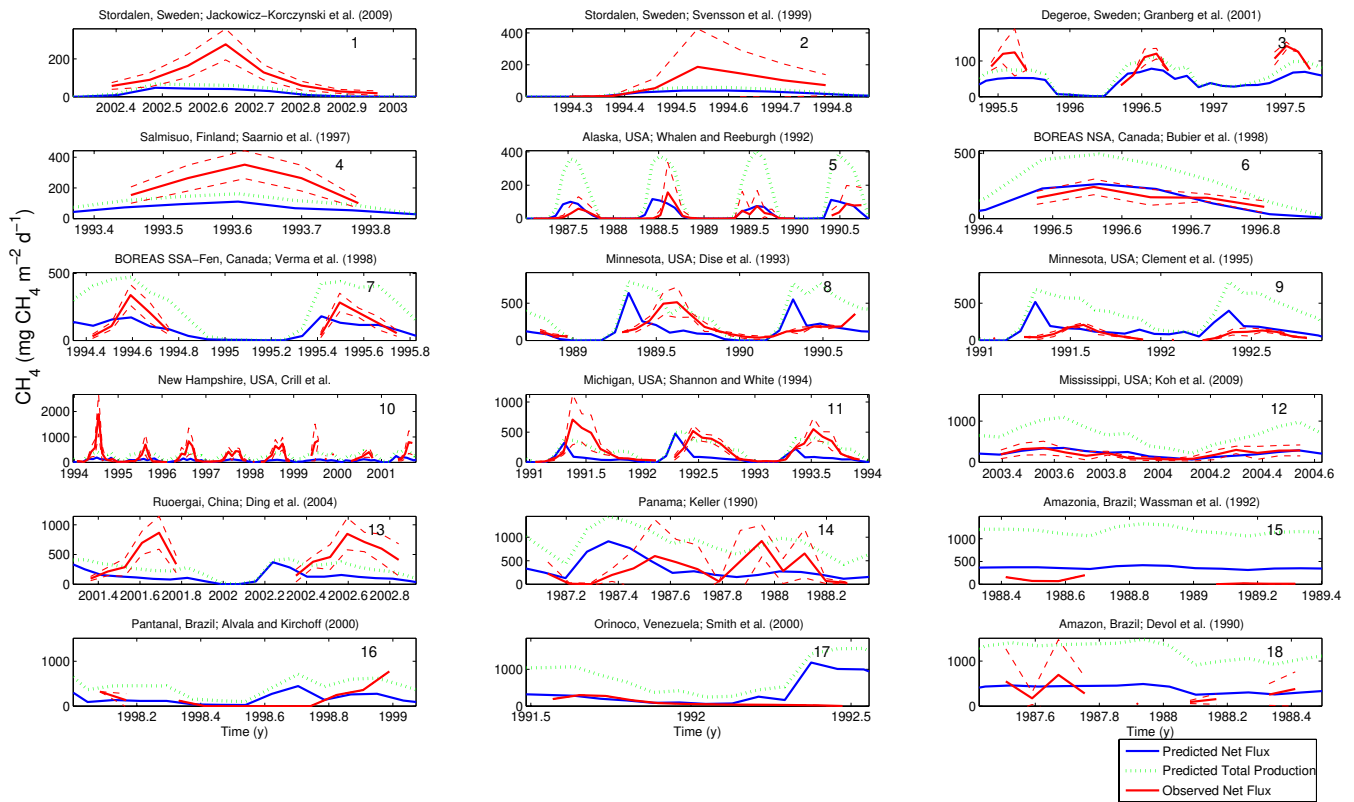 Stordalen, Sweden; Jackowicz−Korczynski et al. (2009)
1
200
0
2002.4 2002.5 2002.6 2002.7 2002.8 2002.9 2003
Stordalen, Sweden; Svensson et al. (1999)
2
400
200
0
1994.3 1994.4 1994.5 1994.6 1994.7 1994.8
Degeroe, Sweden; Granberg et al. (2001)
3
100
0
1995.5 1996 1996.5 1997 1997.5
Salmisuo, Finland; Saarnio et al. (1997)
4
400
200
0
1993.4 1993.5 1993.6 1993.7 1993.8
Alaska, USA; Whalen and Reeburgh (1992)
5
400
200
0
1987.5 1988 1988.5 1989 1989.5 1990 1990.5
BOREAS NSA, Canada; Bubier et al. (1998)
6
500
0
1996.4 1996.5 1996.6 1996.7 1996.8
CH4 (mg CH4 m−2 d−1)
BOREAS SSA−Fen, Canada; Verma et al. (1998)
7
500
0
1994.4 1994.6 1994.8 1995 1995.2 1995.4 1995.6 1995.8
Minnesota, USA; Dise et al. (1993)
8
500
0
1989 1989.5 1990 1990.5
Minnesota, USA; Clement et al. (1995)
9
500
0
1991 1991.5 1992 1992.5
New Hampshire, USA, Crill et al.
10
2000
1000
0
1994 1995 1996 1997 1998 1999 2000 2001
Michigan, USA; Shannon and White (1994)
11
1000
500
0
1991 1991.5 1992 1992.5 1993 1993.5 1994
Mississippi, USA; Koh et al. (2009)
12
1000
0
2003.4 2003.6 2003.8 2004 2004.2 2004.4 2004.6
Ruoergai, China; Ding et al. (2004)
13
1000
500
0
2001.4 2001.6 2001.8 2002 2002.2 2002.4 2002.6 2002.8
Panama; Keller (1990)
14
1000
500
0
1987.2 1987.4 1987.6 1987.8 1988 1988.2
Amazonia, Brazil; Wassman et al. (1992)
15
1000
500
0
1988.4 1988.6 1988.8 1989 1989.2 1989.4
Pantanal, Brazil; Alvala and Kirchoff (2000)
16
1000
0
1998.2 1998.4 1998.6 1998.8 1999
Time (y)
Orinoco, Venezuela; Smith et al. (2000)
17
1000
0
1991.5 1992 1992.5
Time (y)
Amazon, Brazil; Devol et al. (1990)
18
1000
0
1987.6 1987.8 1988 1988.2 1988.4
Time (y)
Predicted Net Flux
Predicted Total Production
Observed Net Flux